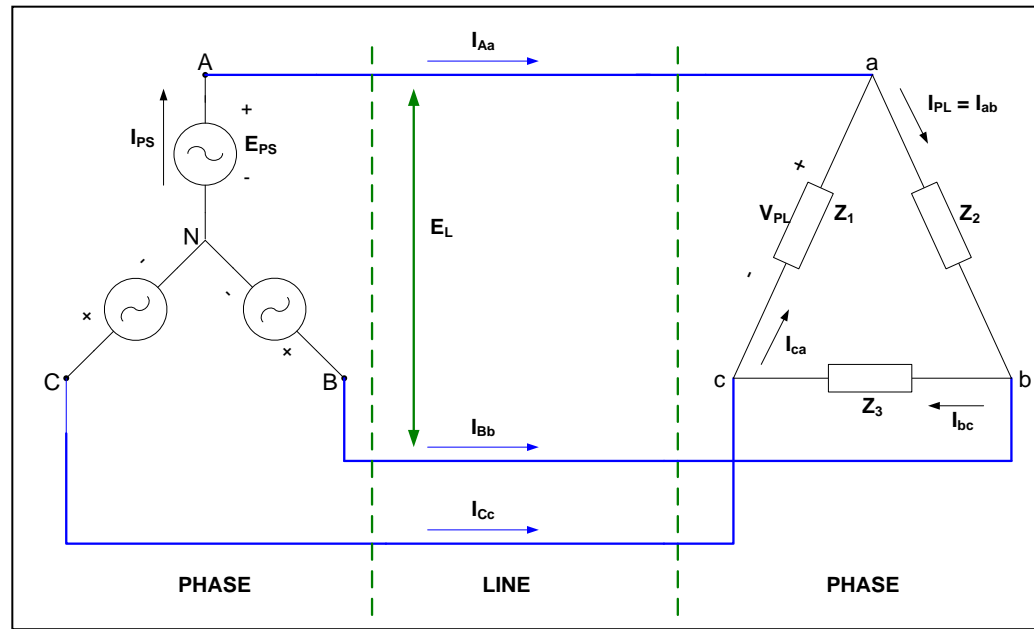 I_Aa
A
a
I_PL = I_ab
+
I_PS
E_PS
-
+
E_L
V_PL
Z_1
Z_2
N
-
-
-
+
+
I_ca
C
B
c
b
Z_3
I_bc
I_Bb
I_Cc
PHASE
LINE
PHASE